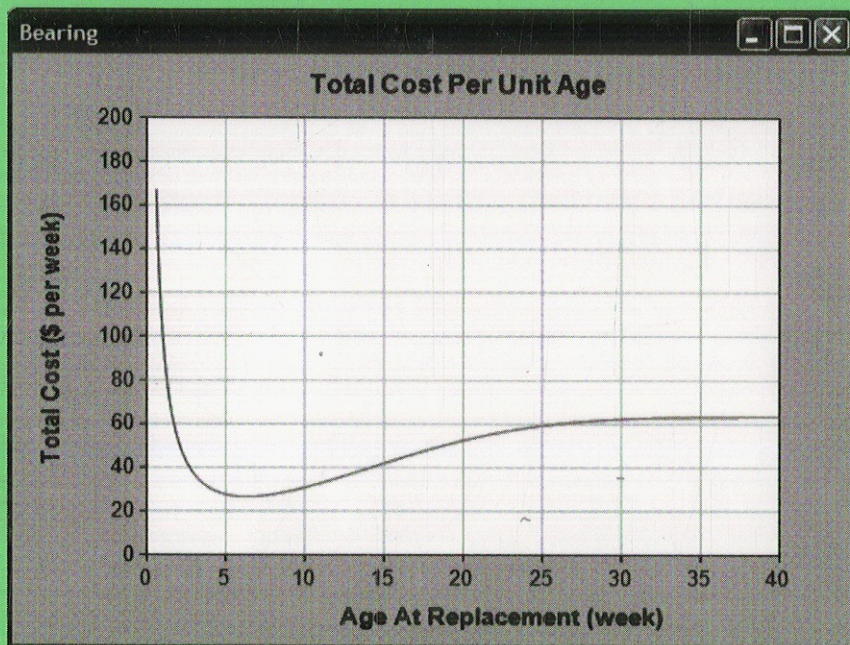 Bearing
Total Cost Per Unit Age
200
180
160
140
120
100
80
60
40
20
0
Total Cost ($ per week)
0 5 10 15 20 25 30 35 40
Age At Replacement (week)